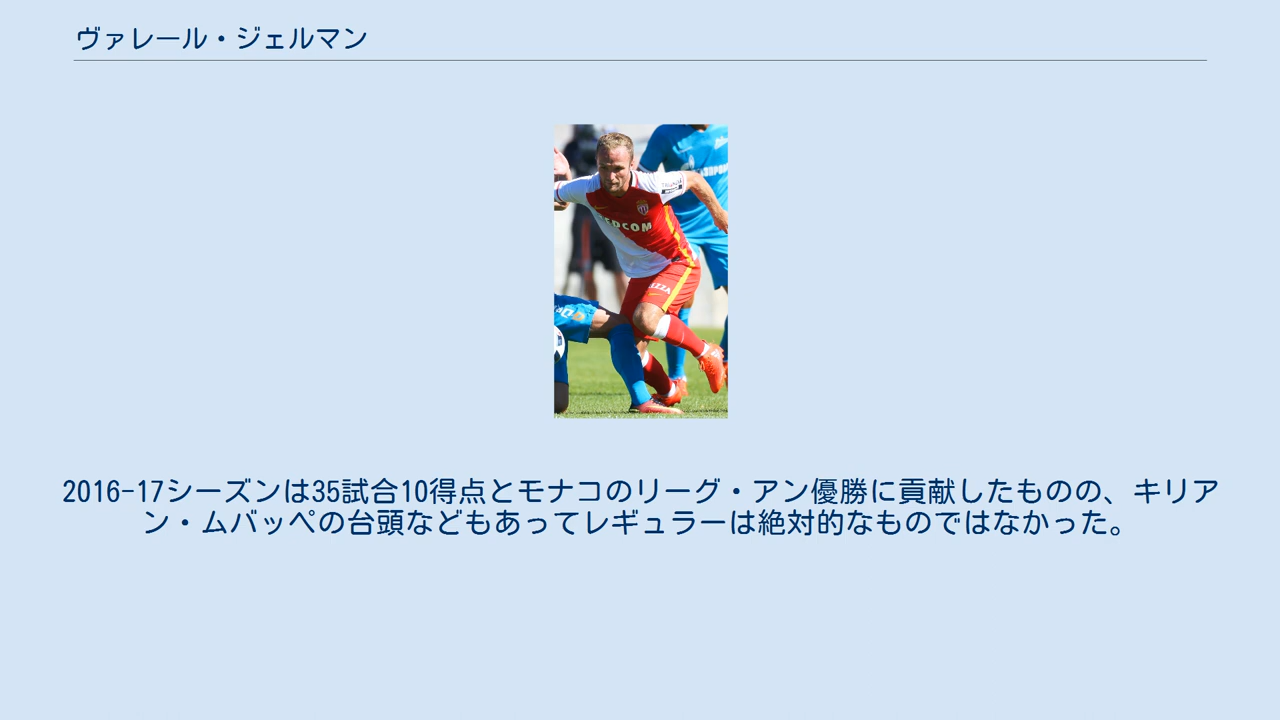 ヴァレール・ジェルマン
EDCOM
2016-17シーズンは35試合10得点とモナコのリーグ・アン優勝に貢献したものの、キリア
ン・ムバッペの台頭などもあってレギュラーは絶対的なものではなかった。